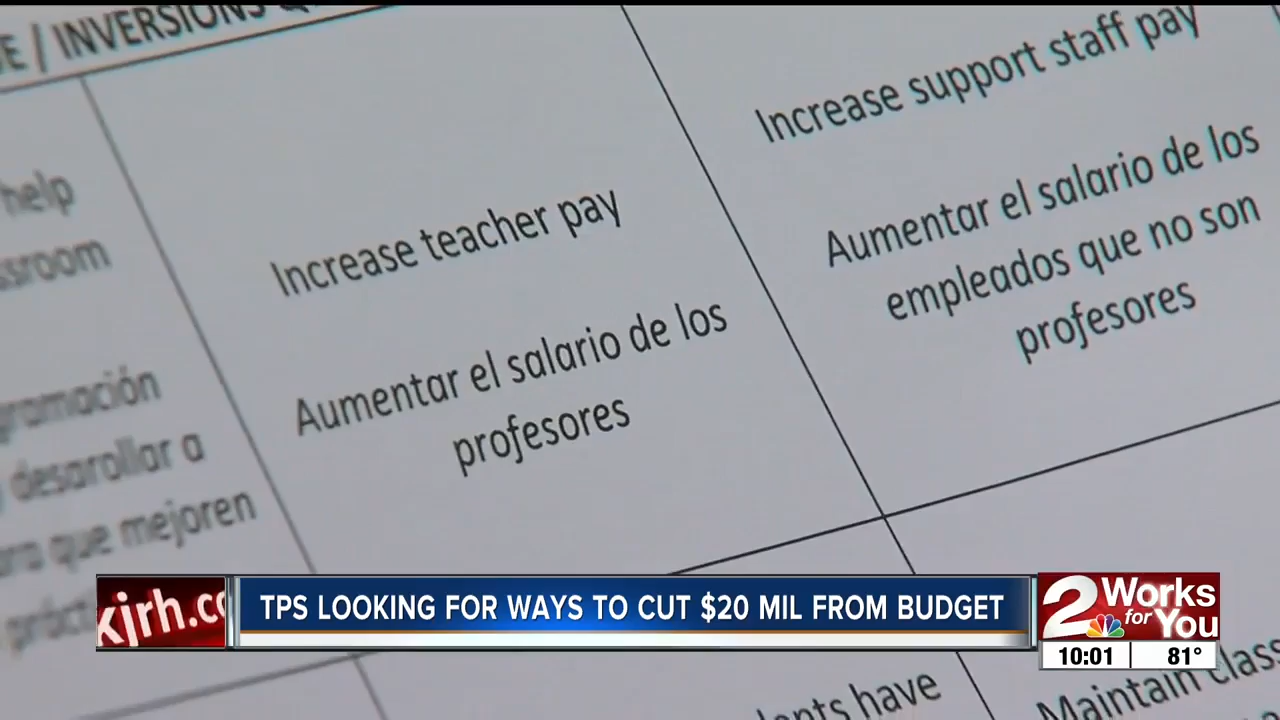 E / INVERSIONS
help
ssroom
gramación
desarollar a
que mejoren
Increase teacher pay
Aumentar el salario de los
profesores
Increase support staff pay
Aumentar el salario de los
empleados que no son
profesores
ents have
Maintain class
kjrh.co
TPS LOOKING FOR WAYS TO CUT $20 MIL FROM BUDGET
2 Works
for You
10:01 81°